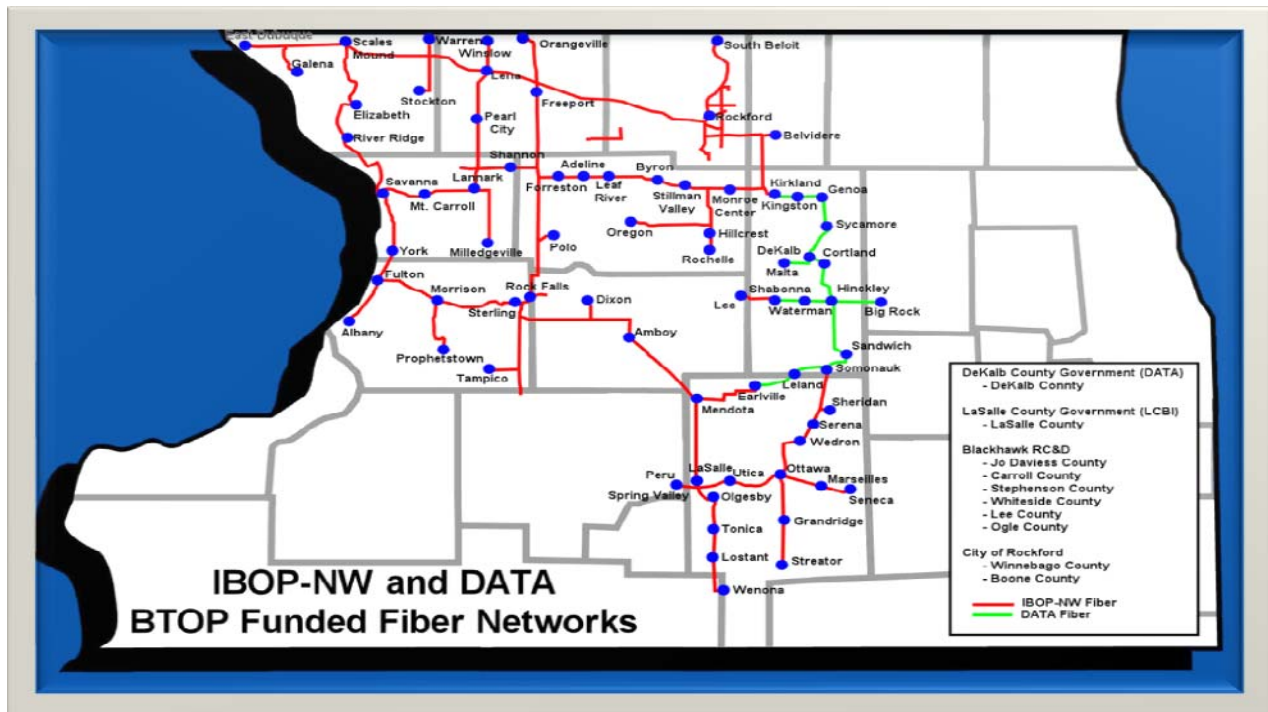 East Dubuque
Scales
Mound
Warren
Winslow
Orangeville
South Beloit
Galena
Lena
Stockton
Freeport
Elizabeth
Pearl
City
Rockford
River Ridge
Belvidere
Shannon
Adeline
Byron
Savanna
Lannark
Forreston
Leaf
River
Stillman
Valley
Monroe
Center
Kirkland
Kingston
Genoa
Mt. Carroll
Oregon
Hillcrest
Sycamore
York
Milledgeville
Polo
Rochelle
DeKalb
Cortland
Malta
Fulton
Morrison
Rock Falls
Sterling
Dixon
Lee
Shabonna
Waterman
Hinckley
Big Rock
Albany
Amboy
Prophetstown
Tampico
Sandwich
Somonauk
Leland
Earlville
Mendota
Sheridan
Serena
Wedron
Peru
LaSalle
Utica
Ottawa
Marseilles
Spring Valley
Olgesby
Seneca
Grandridge
Tonica
Lostant
Streator
Wenona
IBOP-NW and DATA
BTOP Funded Fiber Networks
DeKalb County Government (DATA)
- DeKalb Connty
LaSalle County Government (LCBI)
- LaSalle County
Blackhawk RC&D
- Jo Daviess County
- Carroll County
- Stephenson County
- Whiteside County
- Lee County
- Ogle County
City of Rockford
- Winnebago County
- Boone County
IBOP-NW Fiber
DATA Fiber